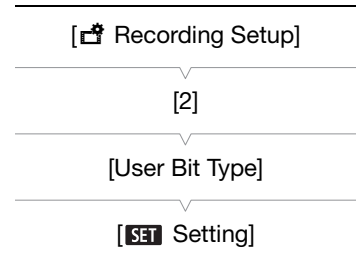 [ Recording Setup]
[2]
[User Bit Type]
[SET Setting]